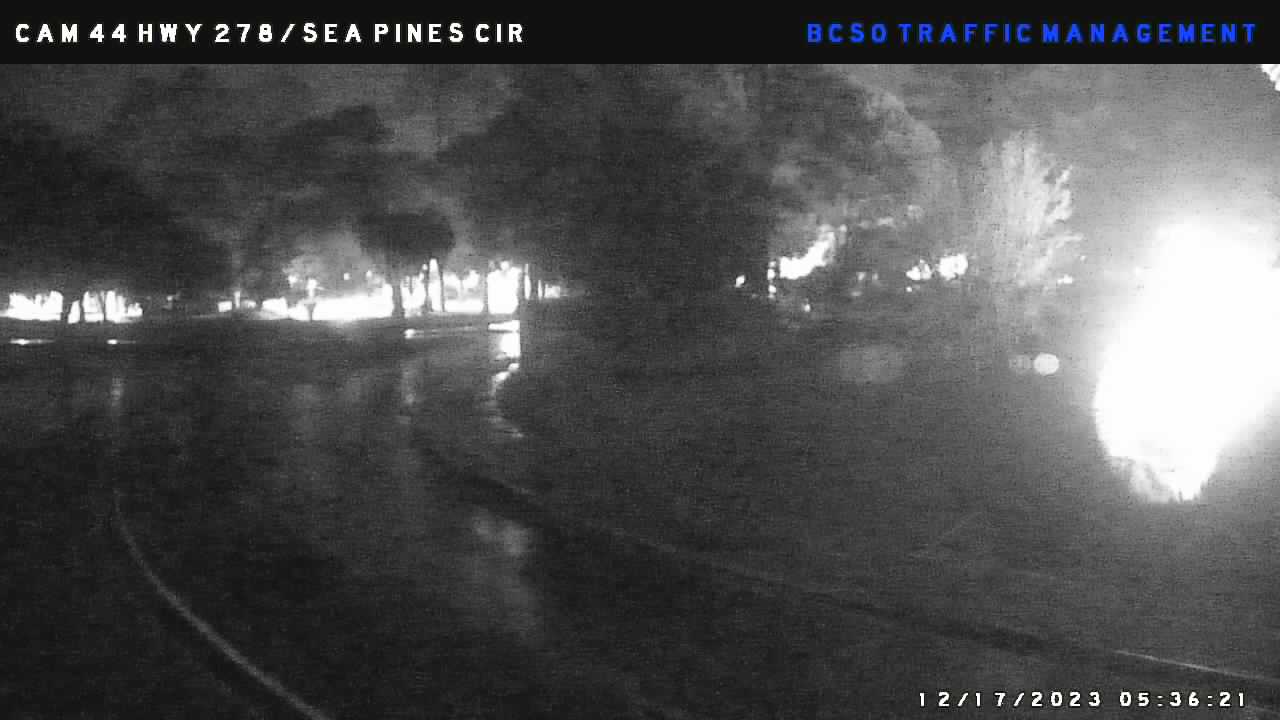 CAM 44 HWY 278/SEA PINES CIR
BCSO TRAFFIC MANAGEMENT
12/17/2023 05:36:21